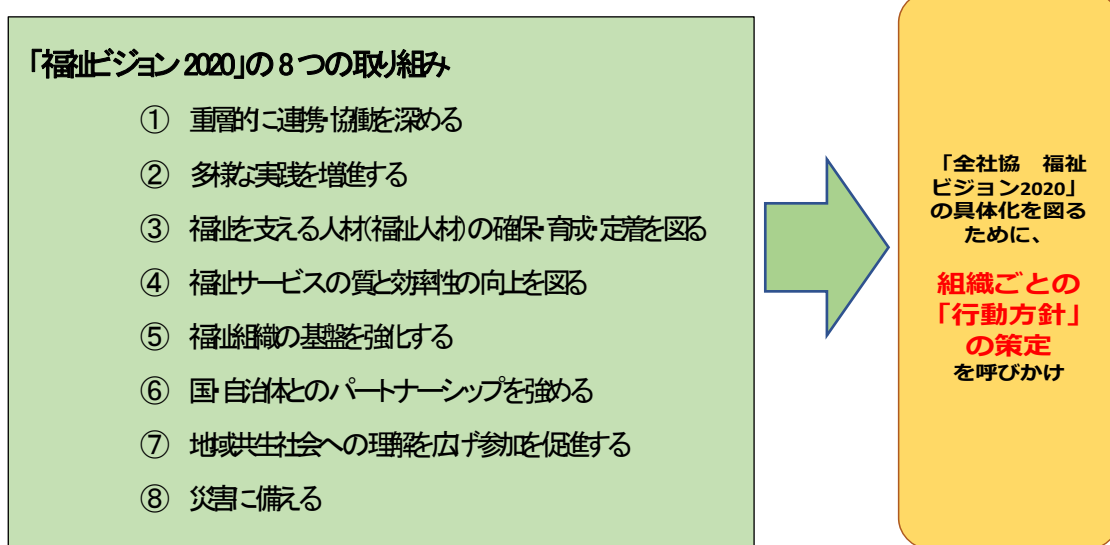 「福祉ビジョン2020」の8つの取り組み
① 重層的に連携・協働を深める
② 多様な実践を増進する
③ 福祉を支える人材(福祉人材)の確保・育成・定着を図る
④ 福祉サービスの質と効率性の向上を図る
⑤ 福祉組織の基盤を強化する
⑥ 国・自治体とのパートナーシップを強める
⑦ 地域共生社会への理解を広げ参加を促進する
⑧ 災害に備える
「全社協　福祉
ビジョン2020」
の具体化を図る
ために、
組織ごとの
「行動方針」
の策定
を呼びかけ